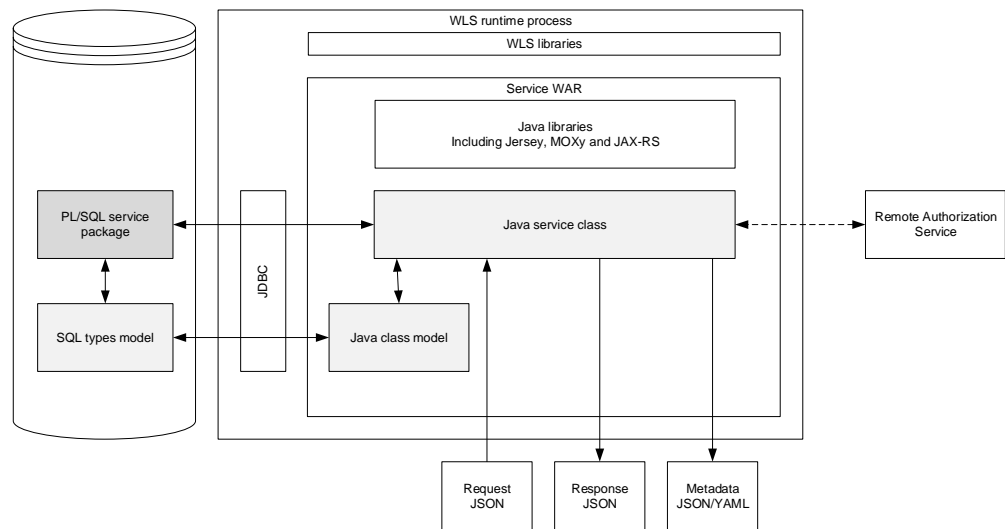 WLS runtime process
WLS libraries
Service WAR
Java libraries
Including Jersey, MOXy and JAX-RS
PL/SQL service
package
JDBC
Java service class
Remote Authorization
Service
SQL types model
Java class model
Request
JSON
Response
JSON
Metadata
JSON/YAML